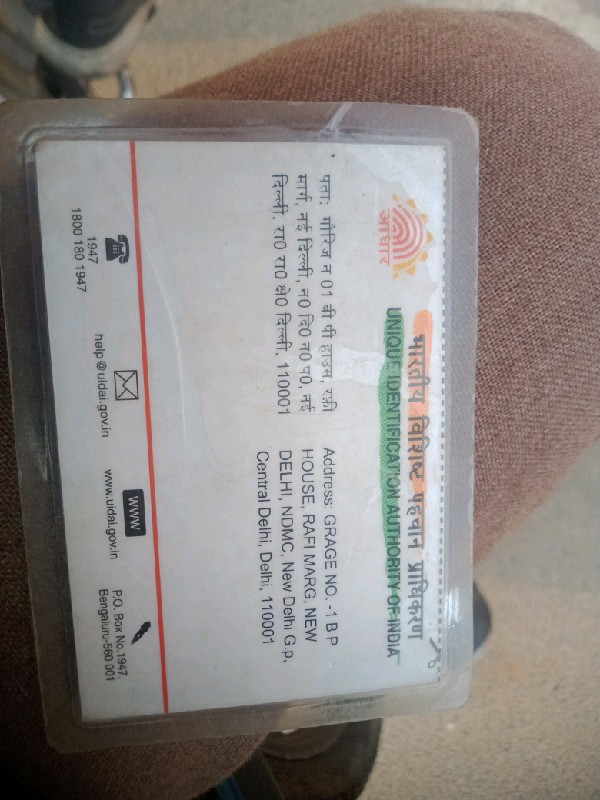 भारतीय विशिष्ट पहचान प्राधिकरण
UNIQUE IDENTIFICATION AUTHORITY OF INDIA
आधार
पता: गेरिज न 01 बी पी हाउस, रफ़ी
मार्ग, नई दिल्ली, न0 दि0 न0 प0, नई
दिल्ली, रा0 रा0 क्षे0 दिल्ली, 110001
Address: GRAGE NO. -1 B P
HOUSE, RAFI MARG, NEW
DELHI, NDMC, New Delhi G.p,
Central Delhi, Delhi, 110001
1947
1800 180 1947
help@uidai.gov.in
www
www.uidai.gov.in
P.O. Box No.1947,
Bengaluru-560 001